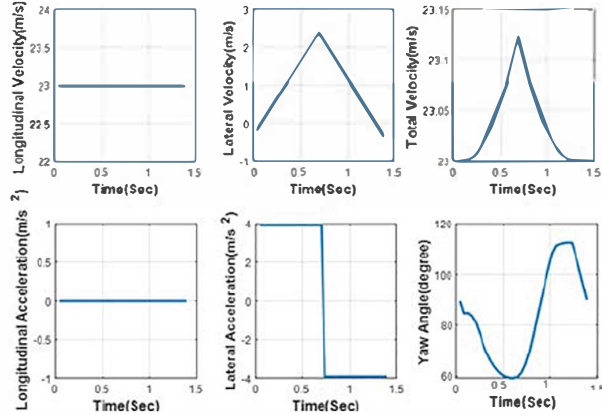 24
23
22.5
22
0 0.5 1 1.5
Time(Sec)
Longitudinal Velocity(m/s)
3
2
1
0
-1
0 0.5 1 1.5
Time(Sec)
Lateral Velocity(m/s)
23.15
23.1
23.05
23
0 0.5 1 1.5
Time(Sec)
Total Velocity(m/s)
1
0.5
0
-0.5
-1
0 0.5 1 1.5
Time(Sec)
Longitudinal Acceleration(m/s ²)
4
2
0
-2
-4
0 0.5 1 1.5
Time(Sec)
Lateral Acceleration(m/s ²)
120
100
80
60
0 0.5 1
Time(Sec)
Yaw Angle(degree)